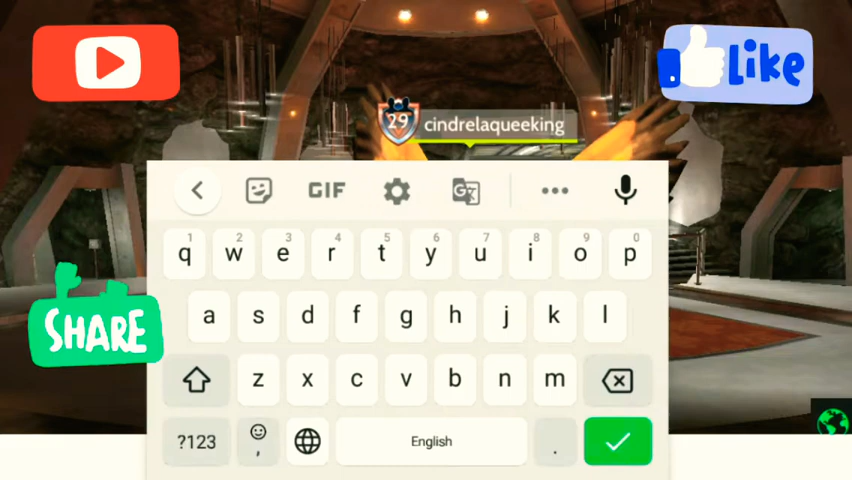 Like
29 cindrelaqueeking
GIF
1 2 3 4 5 6 7 8 9 0
q w e r t y u i o p
a s d f g h j k l
SHARE
z x c v b n m
?123 , English .